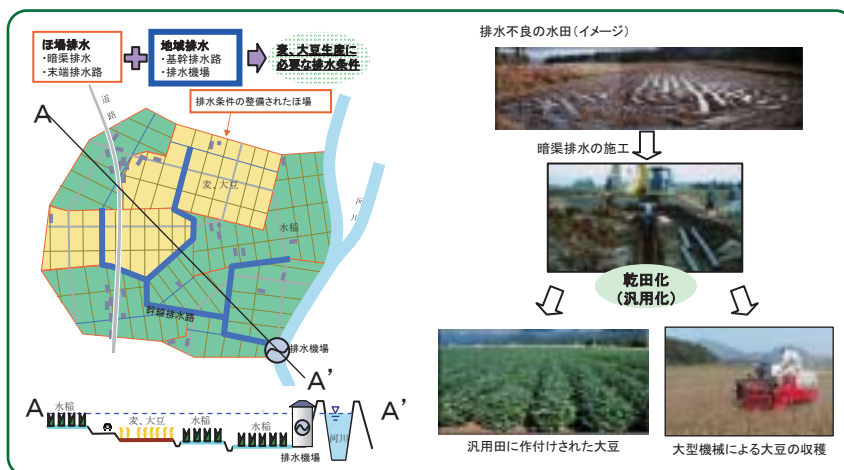 ほ場排水
・暗渠排水
・末端排水路
地域排水
・基幹排水路
・排水機場
麦、大豆生産に
必要な排水条件
排水条件の整備されたほ場
A
道路
麦、大豆
水稲
河川
幹線排水路
排水機場
A'
A
水稲
麦、大豆
水稲
水稲
排水機場
河川
A'
排水不良の水田(イメージ)
暗渠排水の施工
乾田化
(汎用化)
汎用田に作付けされた大豆
大型機械による大豆の収穫